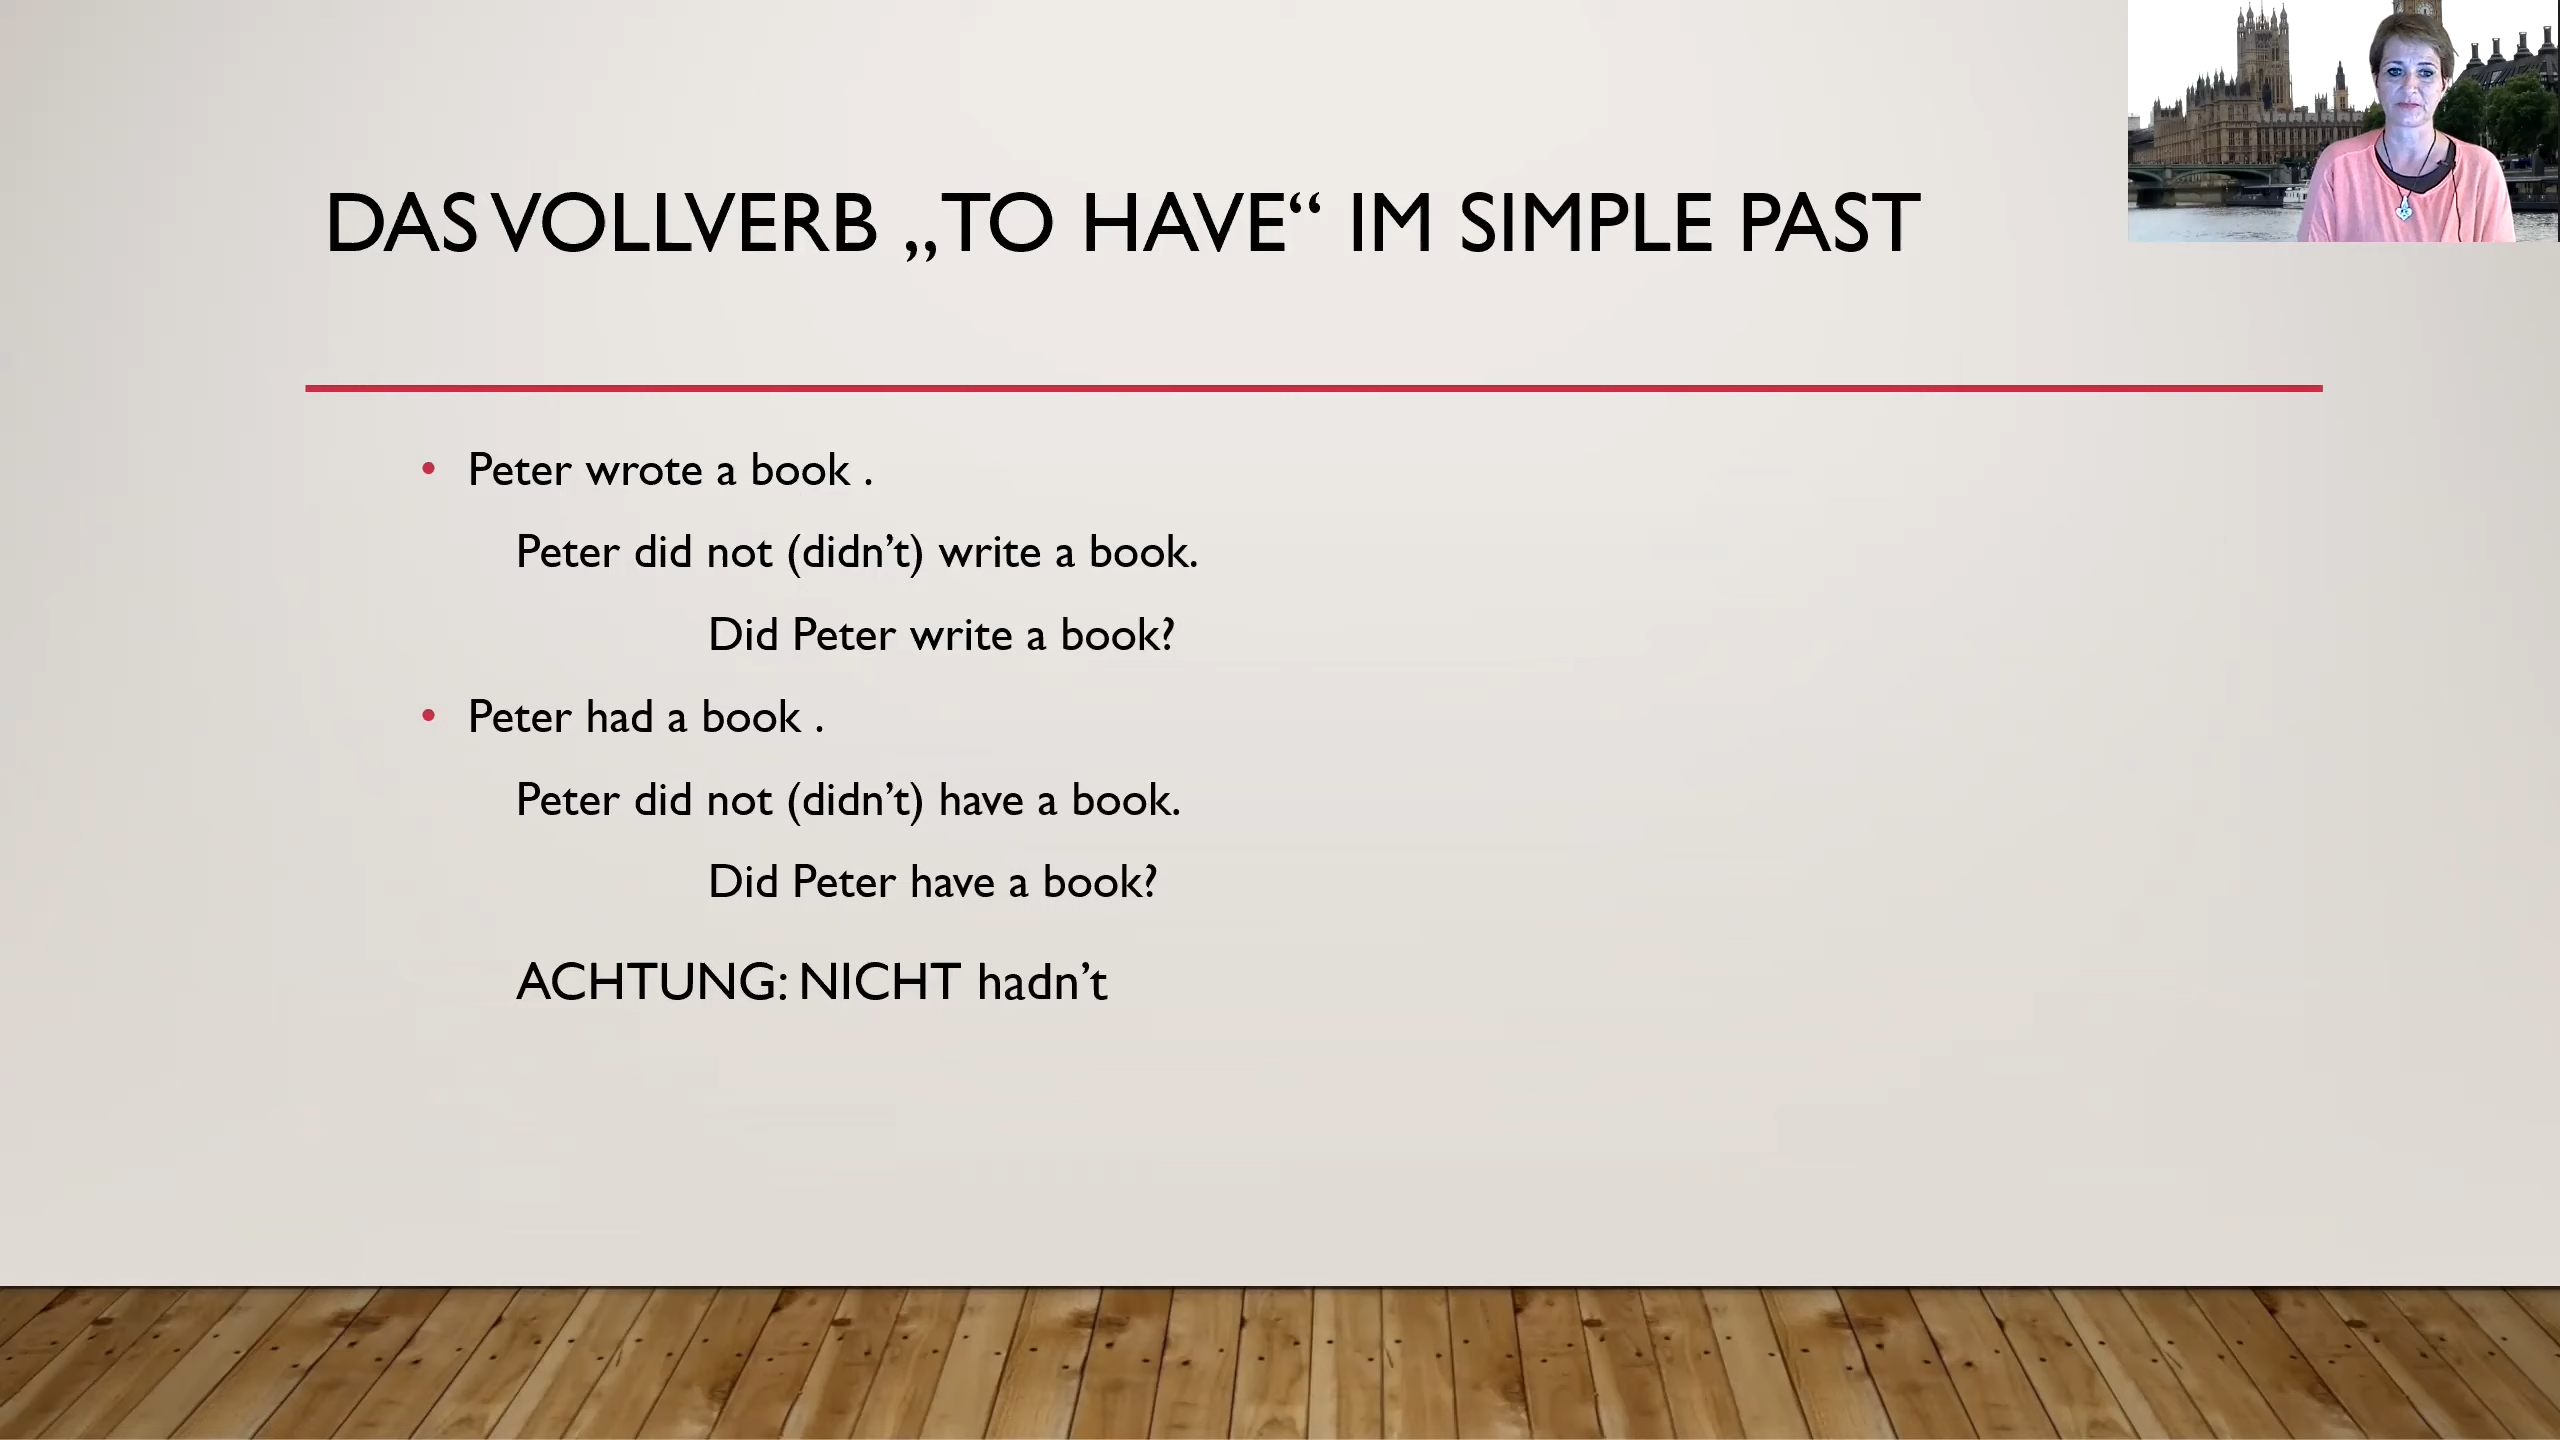 DAS VOLLVERB „TO HAVE“ IM SIMPLE PAST
• Peter wrote a book .
Peter did not (didn’t) write a book.
Did Peter write a book?
• Peter had a book .
Peter did not (didn’t) have a book.
Did Peter have a book?
ACHTUNG: NICHT hadn’t